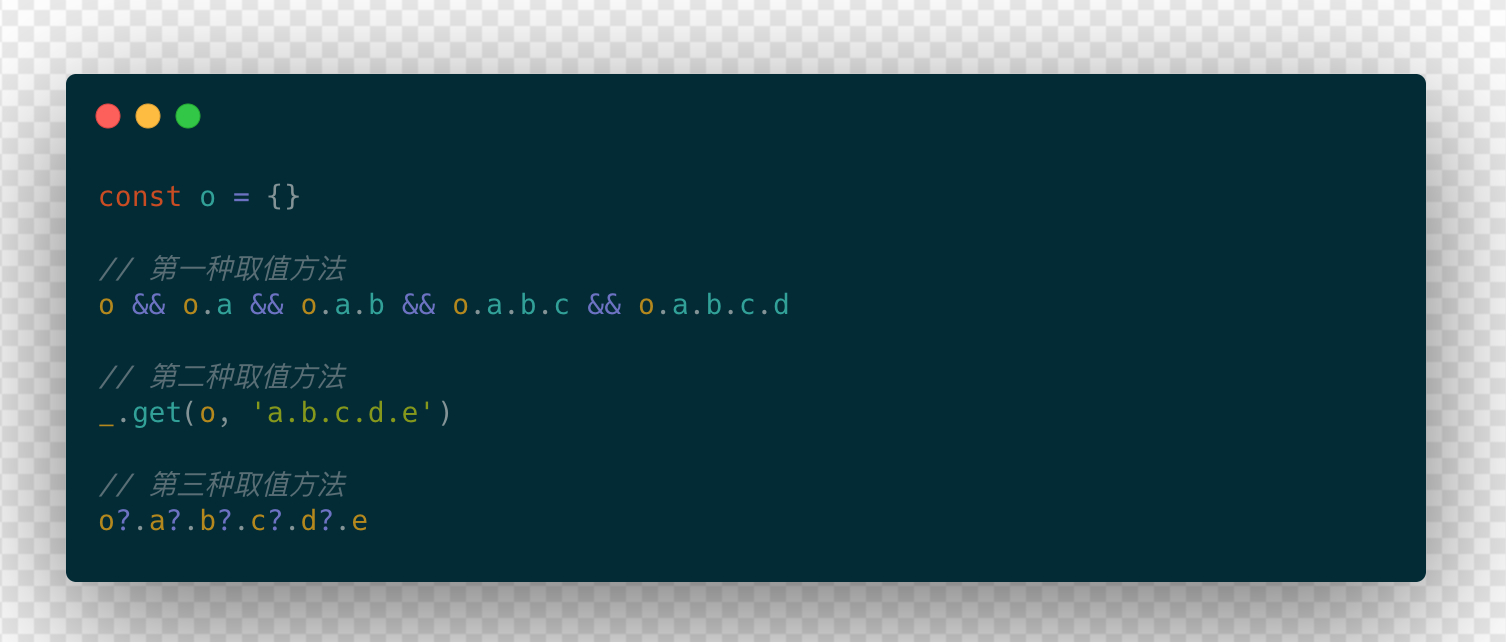 const o = {}
// 第一种取值方法
o && o.a && o.a.b && o.a.b.c && o.a.b.c.d
// 第二种取值方法
_.get(o, 'a.b.c.d.e')
// 第三种取值方法
o?.a?.b?.c?.d?.e